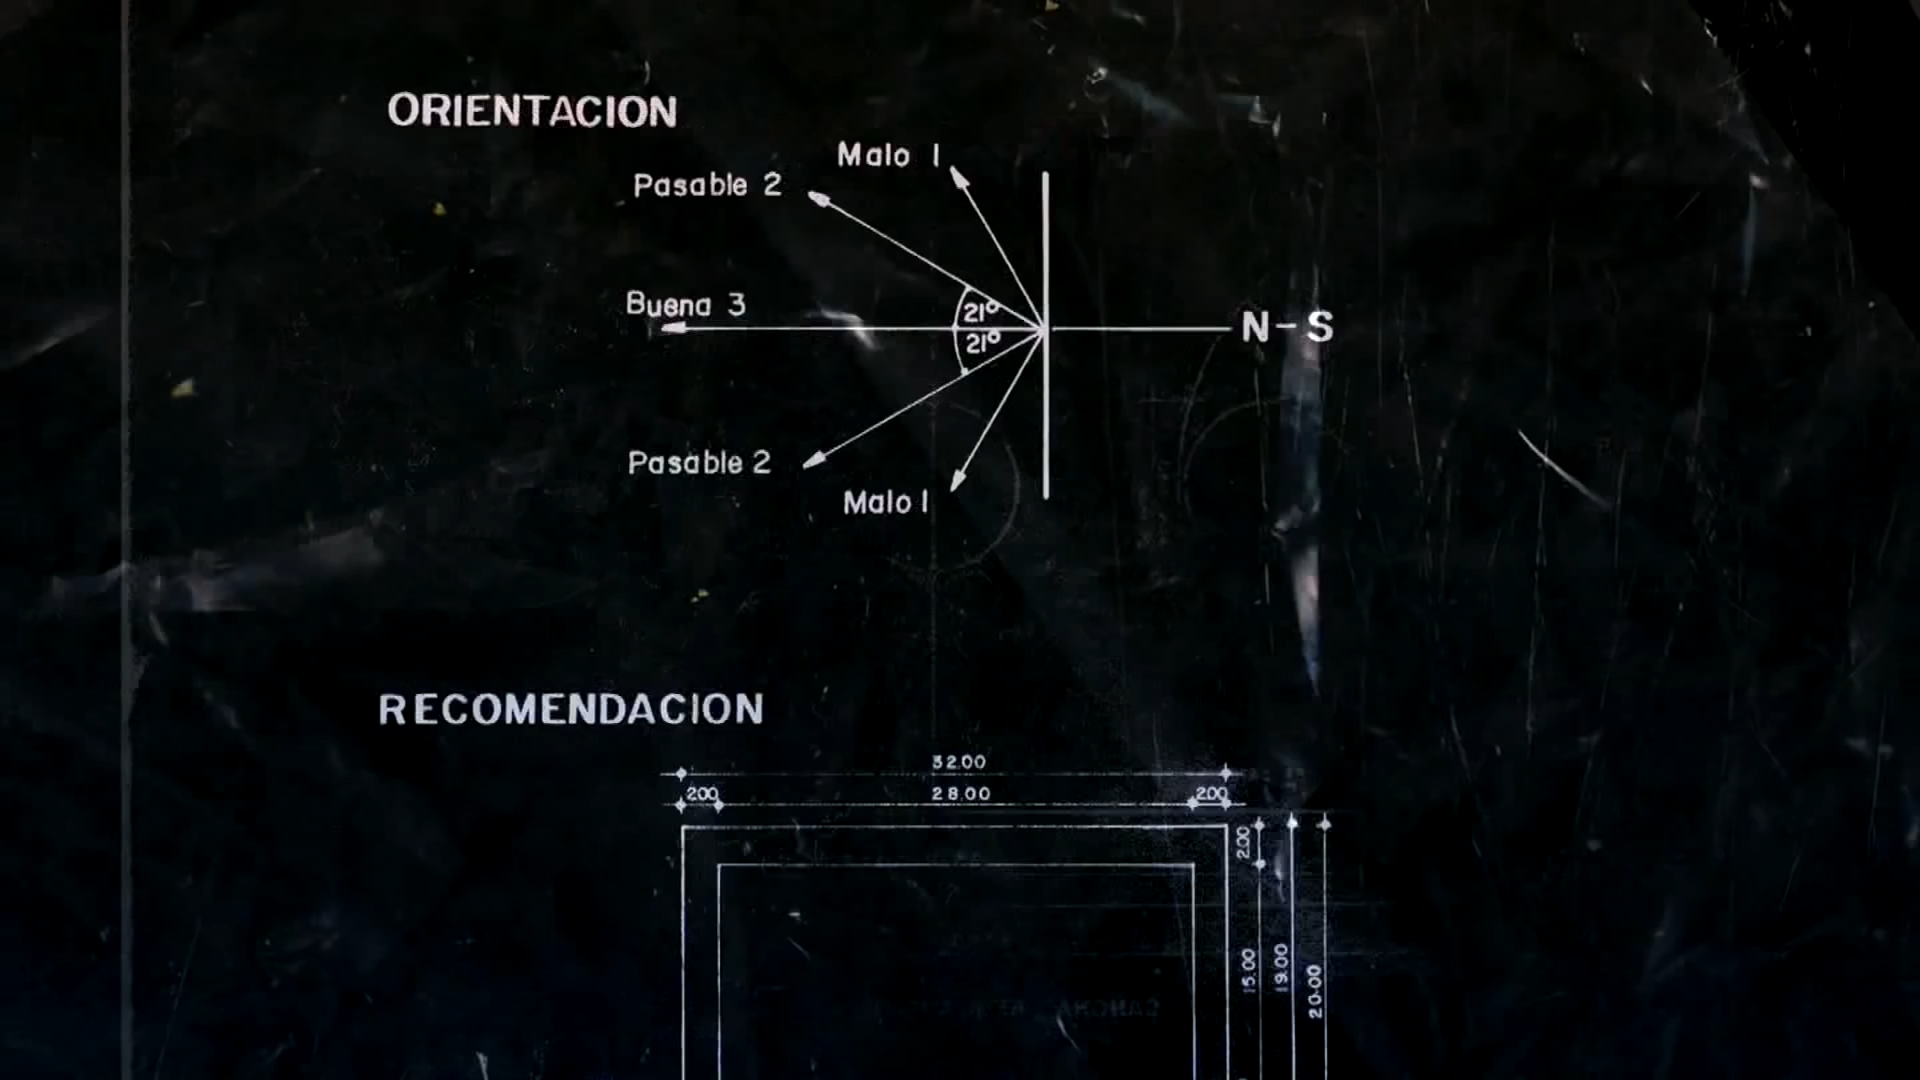 ORIENTACION
Malo 1
Pasable 2
21°
Buena 3
N-S
21°
Pasable 2
Malo 1
RECOMENDACION
32.00
2.00 28.00 2.00
2.00
15.00
19.00
20.00
CANCHA